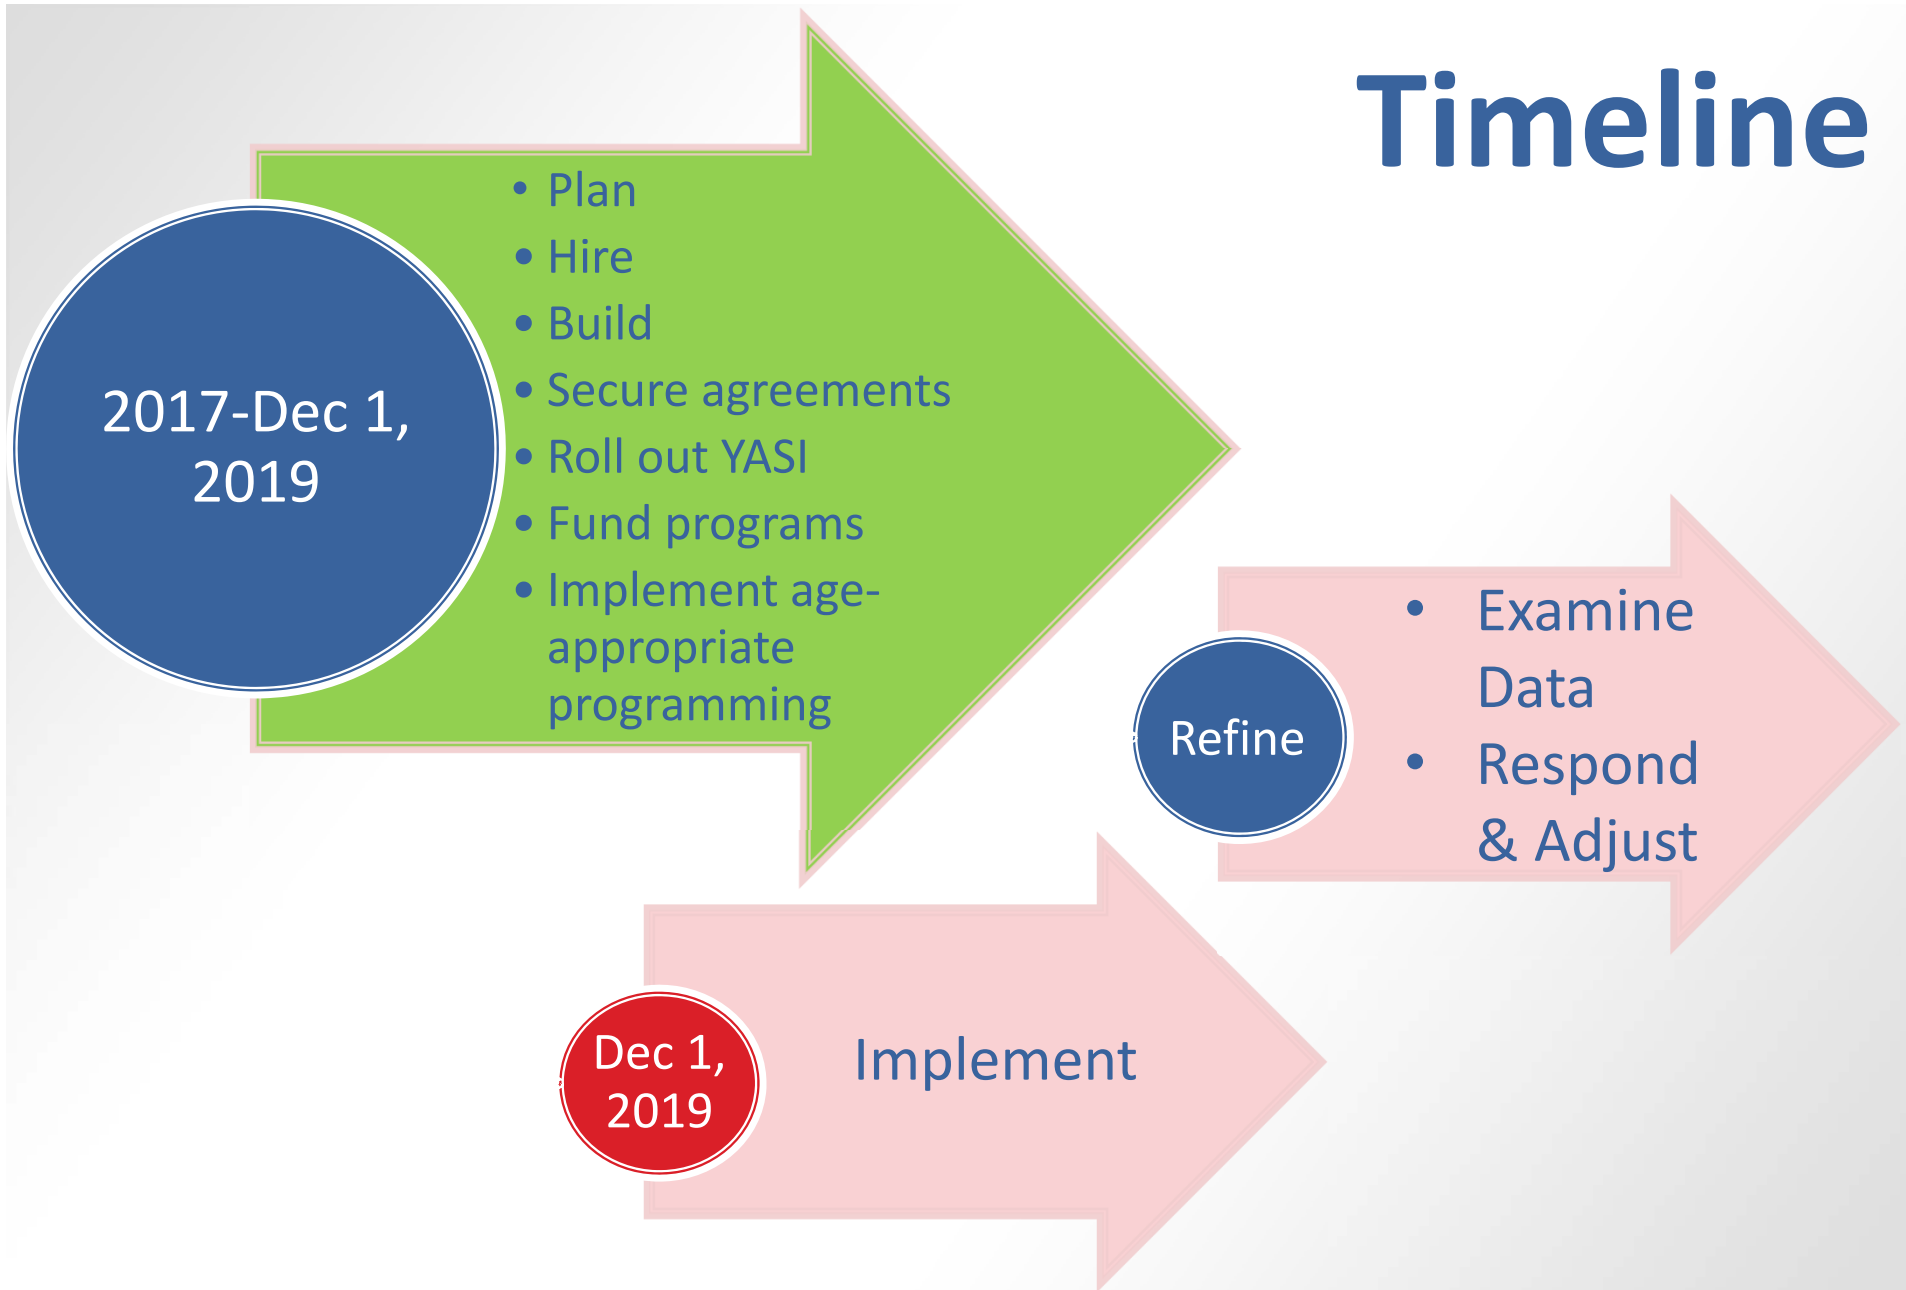 Timeline
2017-Dec 1,
2019
• Plan
• Hire
• Build
• Secure agreements
• Roll out YASI
• Fund programs
• Implement age-
appropriate
programming
Dec 1,
2019
Implement
Refine
• Examine
Data
• Respond
& Adjust